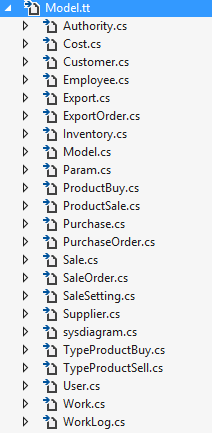 Model.tt
Authority.cs
Cost.cs
Customer.cs
Employee.cs
Export.cs
ExportOrder.cs
Inventory.cs
Model.cs
Param.cs
ProductBuy.cs
ProductSale.cs
Purchase.cs
PurchaseOrder.cs
Sale.cs
SaleOrder.cs
SaleSetting.cs
Supplier.cs
sysdiagram.cs
TypeProductBuy.cs
TypeProductSell.cs
User.cs
Work.cs
WorkLog.cs